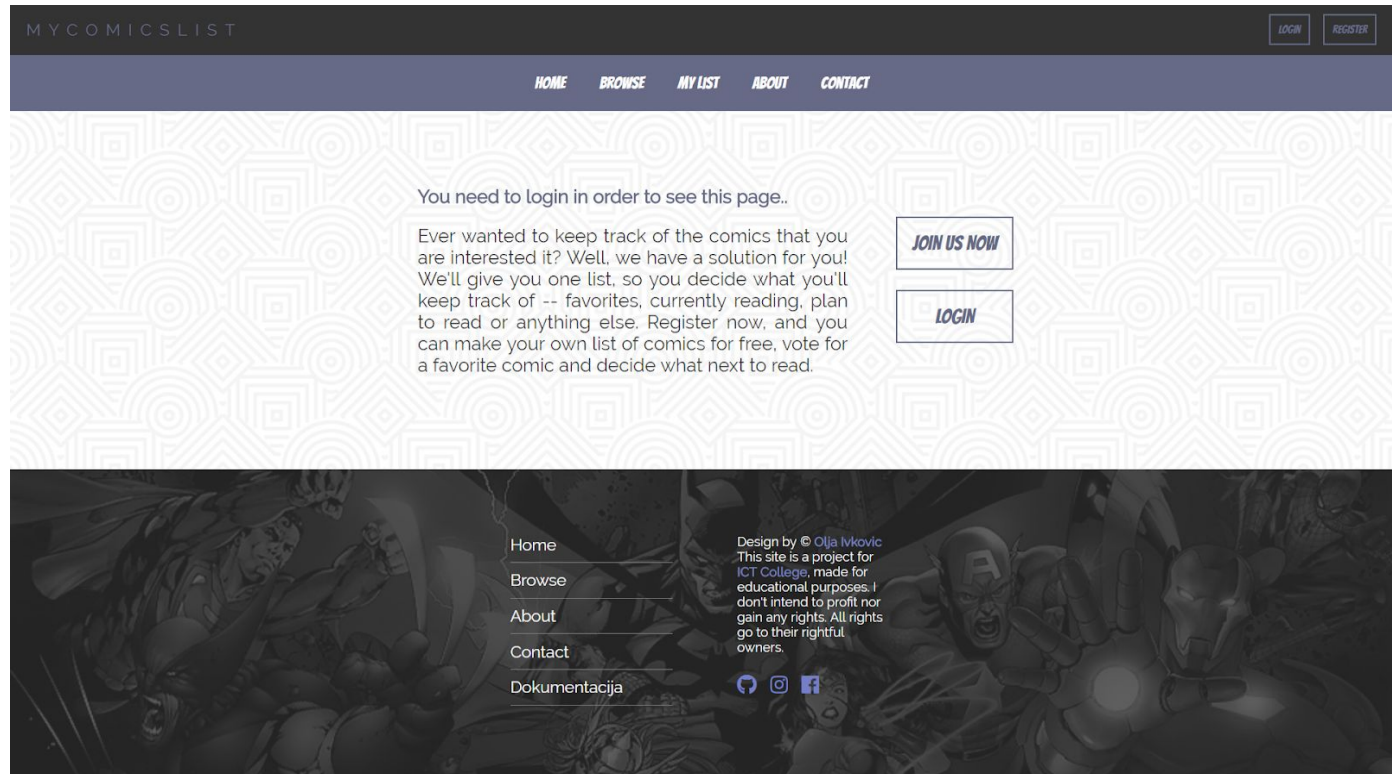 MYCOMICSLIST
LOGIN
REGISTER
HOME BROWSE MY LIST ABOUT CONTACT
You need to login in order to see this page..
Ever wanted to keep track of the comics that you
are interested it? Well, we have a solution for you!
We'll give you one list, so you decide what you'll
keep track of -- favorites, currently reading, plan
to read or anything else. Register now, and you
can make your own list of comics for free, vote for
a favorite comic and decide what next to read.
JOIN US NOW
LOGIN
Home
Browse
About
Contact
Dokumentacija
Design by © Olja Ivkovic
This site is a project for
ICT College, made for
educational purposes. I
don't intend to profit nor
gain any rights. All rights
go to their rightful
owners.